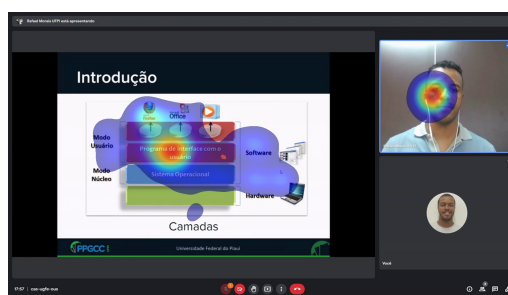 Rafael Morais UFPI está apresentando
Introdução
Office
Modo
Usuário
Programa de interface com o
usuário
Software
Modo
Núcleo
Sistema Operacional
Hardware
Camadas
PPGCC
Universidade Federal do Piauí
Você
17:57